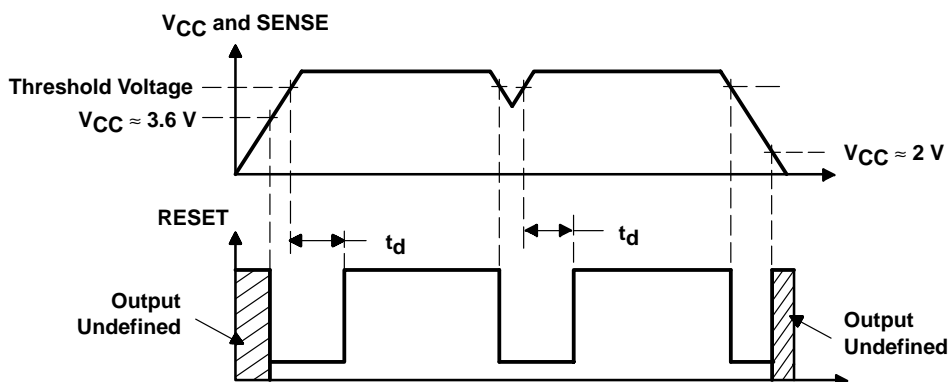 VCC and SENSE
Threshold Voltage
VCC ≈ 3.6 V
VCC ≈ 2 V
RESET
td
td
Output
Undefined
Output
Undefined